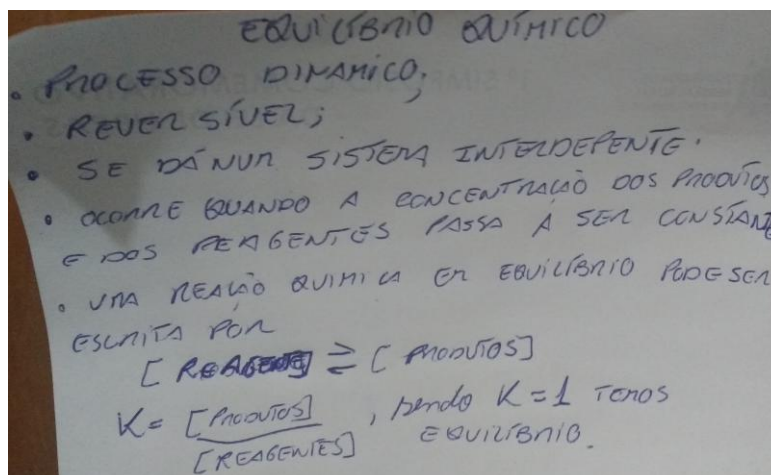 EQUILÍBRIO QUÍMICO
• PROCESSO DINAMICO;
• REVERSÍVEL;
• SE DÁ NUM SISTEMA INTERDEPENTE.
• OCORRE QUANDO A CONCENTRAÇÃO DOS PRODUTOS
E DOS REAGENTES PASSA A SER CONSTANTE
• UMA REAÇÃO QUIMICA EM EQUILÍBRIO PODE SER
ESCRITA POR
[REAGENTES] ⇌ [PRODUTOS]
K = [PRODUTOS] / [REAGENTES] , sendo K = 1 TEMOS
EQUILÍBRIO.